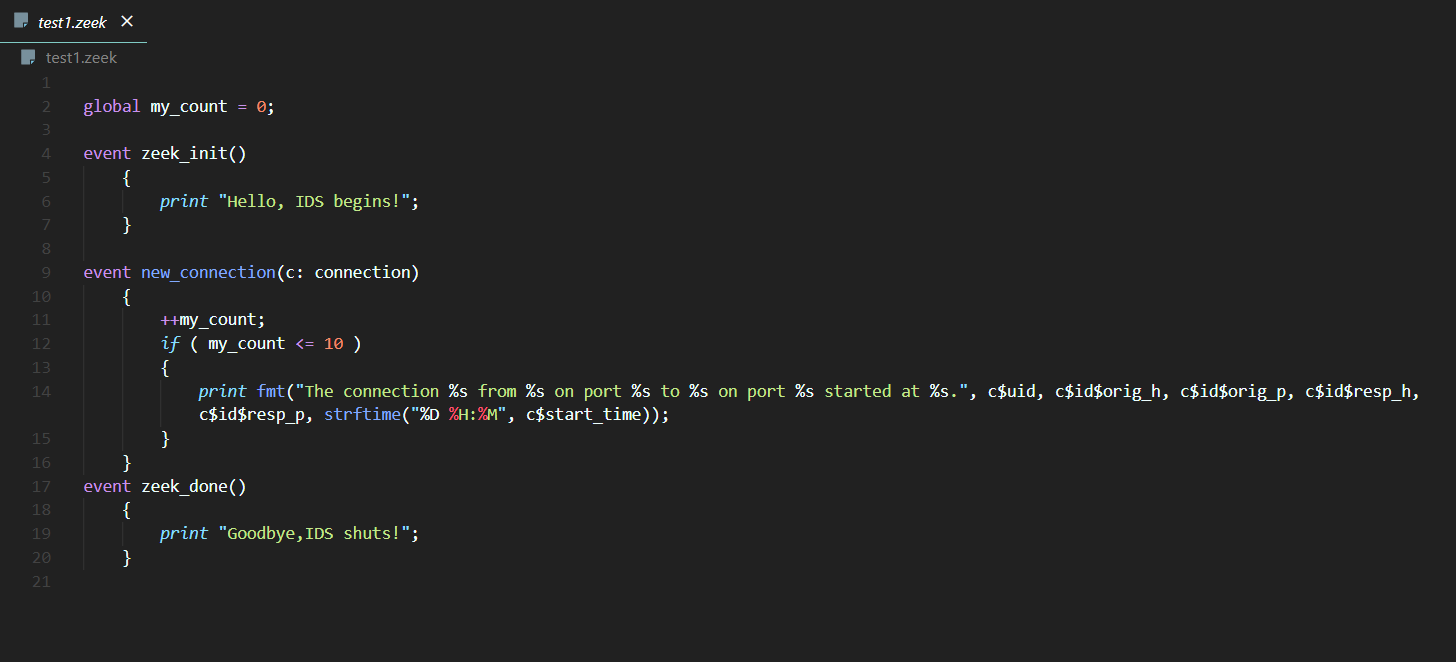 test1.zeek ×
test1.zeek
1
2 global my_count = 0;
3
4 event zeek_init()
5 {
6 print "Hello, IDS begins!";
7 }
8
9 event new_connection(c: connection)
10 {
11 ++my_count;
12 if ( my_count <= 10 )
13 {
14 print fmt("The connection %s from %s on port %s to %s on port %s started at %s.", c$uid, c$id$orig_h, c$id$orig_p, c$id$resp_h,
c$id$resp_p, strftime("%D %H:%M", c$start_time));
15 }
16 }
17 event zeek_done()
18 {
19 print "Goodbye,IDS shuts!";
20 }
21